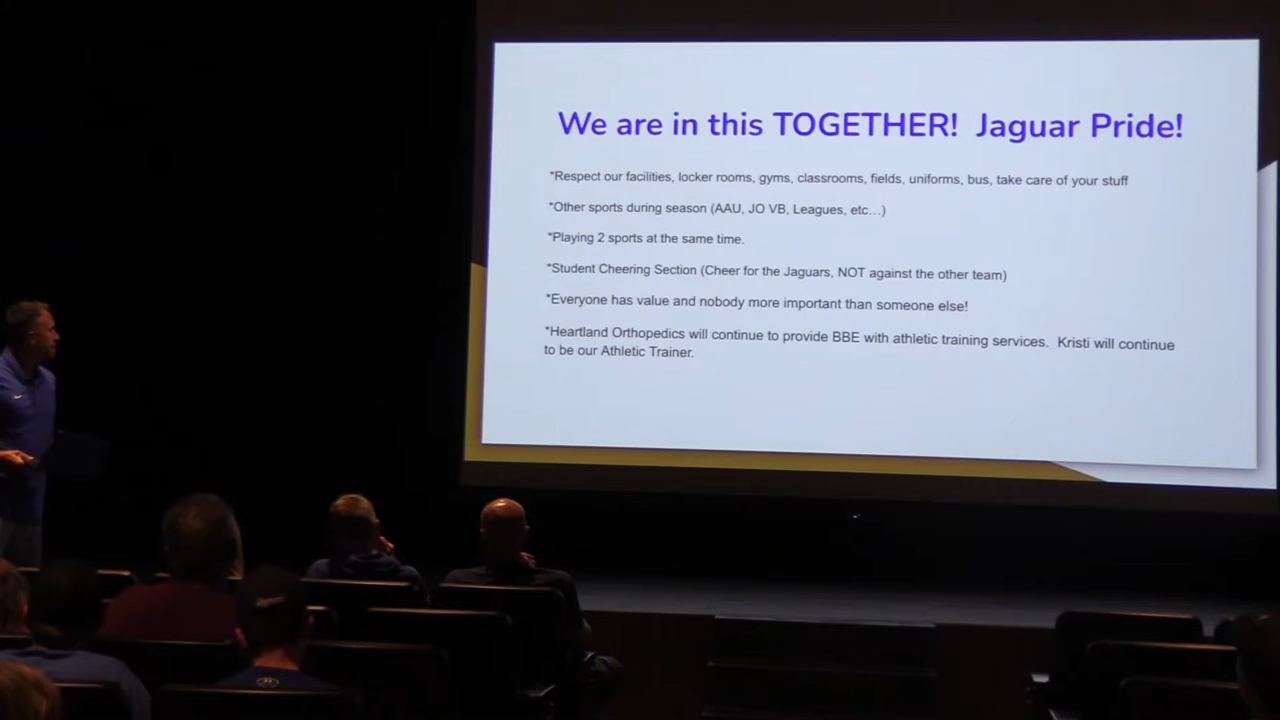 We are in this TOGETHER!  Jaguar Pride!
*Respect our facilities, locker rooms, gyms, classrooms, fields, uniforms, bus, take care of your stuff
*Other sports during season (AAU, JO VB, Leagues, etc…)
*Playing 2 sports at the same time.
*Student Cheering Section (Cheer for the Jaguars, NOT against the other team)
*Everyone has value and nobody more important than someone else!
*Heartland Orthopedics will continue to provide BBE with athletic training services.  Kristi will continue
to be our Athletic Trainer.